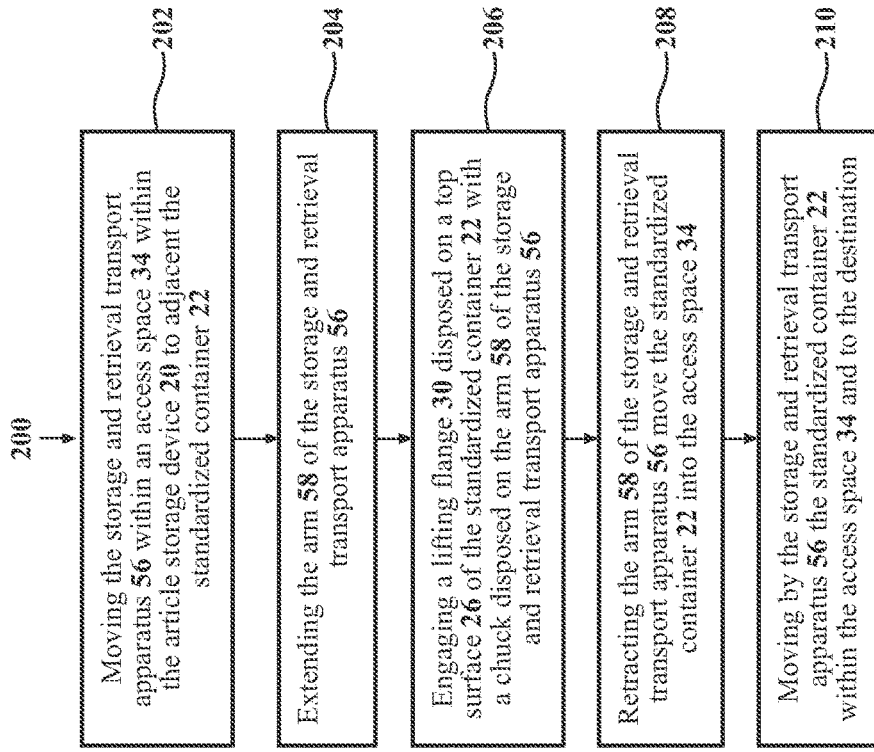 200
Moving the storage and retrieval transport
apparatus 56 within an access space 34 within
the article storage device 20 to adjacent the
standardized container 22
202
Extending the arm 58 of the storage and retrieval
transport apparatus 56
204
Engaging a lifting flange 30 disposed on a top
surface 26 of the standardized container 22 with
a chuck disposed on the arm 58 of the storage
and retrieval transport apparatus 56
206
Retracting the arm 58 of the storage and retrieval
transport apparatus 56 move the standardized
container 22 into the access space 34
208
Moving by the storage and retrieval transport
apparatus 56 the standardized container 22
within the access space 34 and to the destination
210